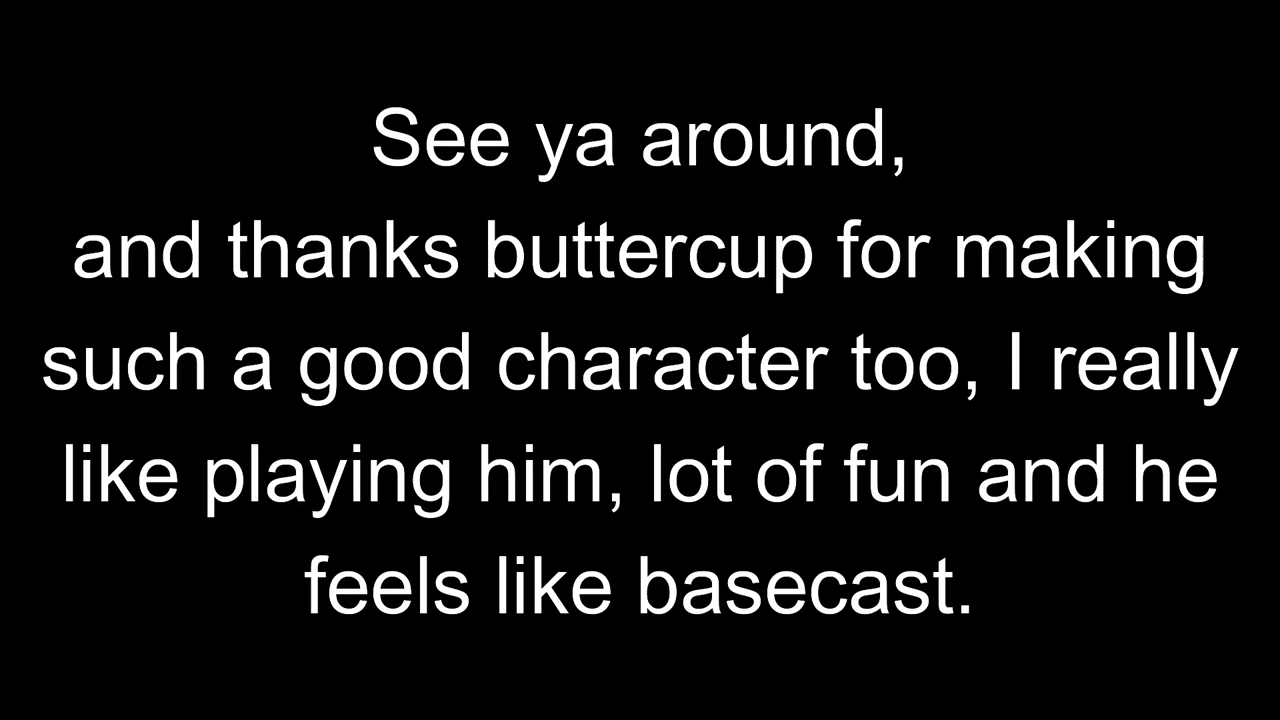 See ya around,
and thanks buttercup for making
such a good character too, I really
like playing him, lot of fun and he
feels like basecast.